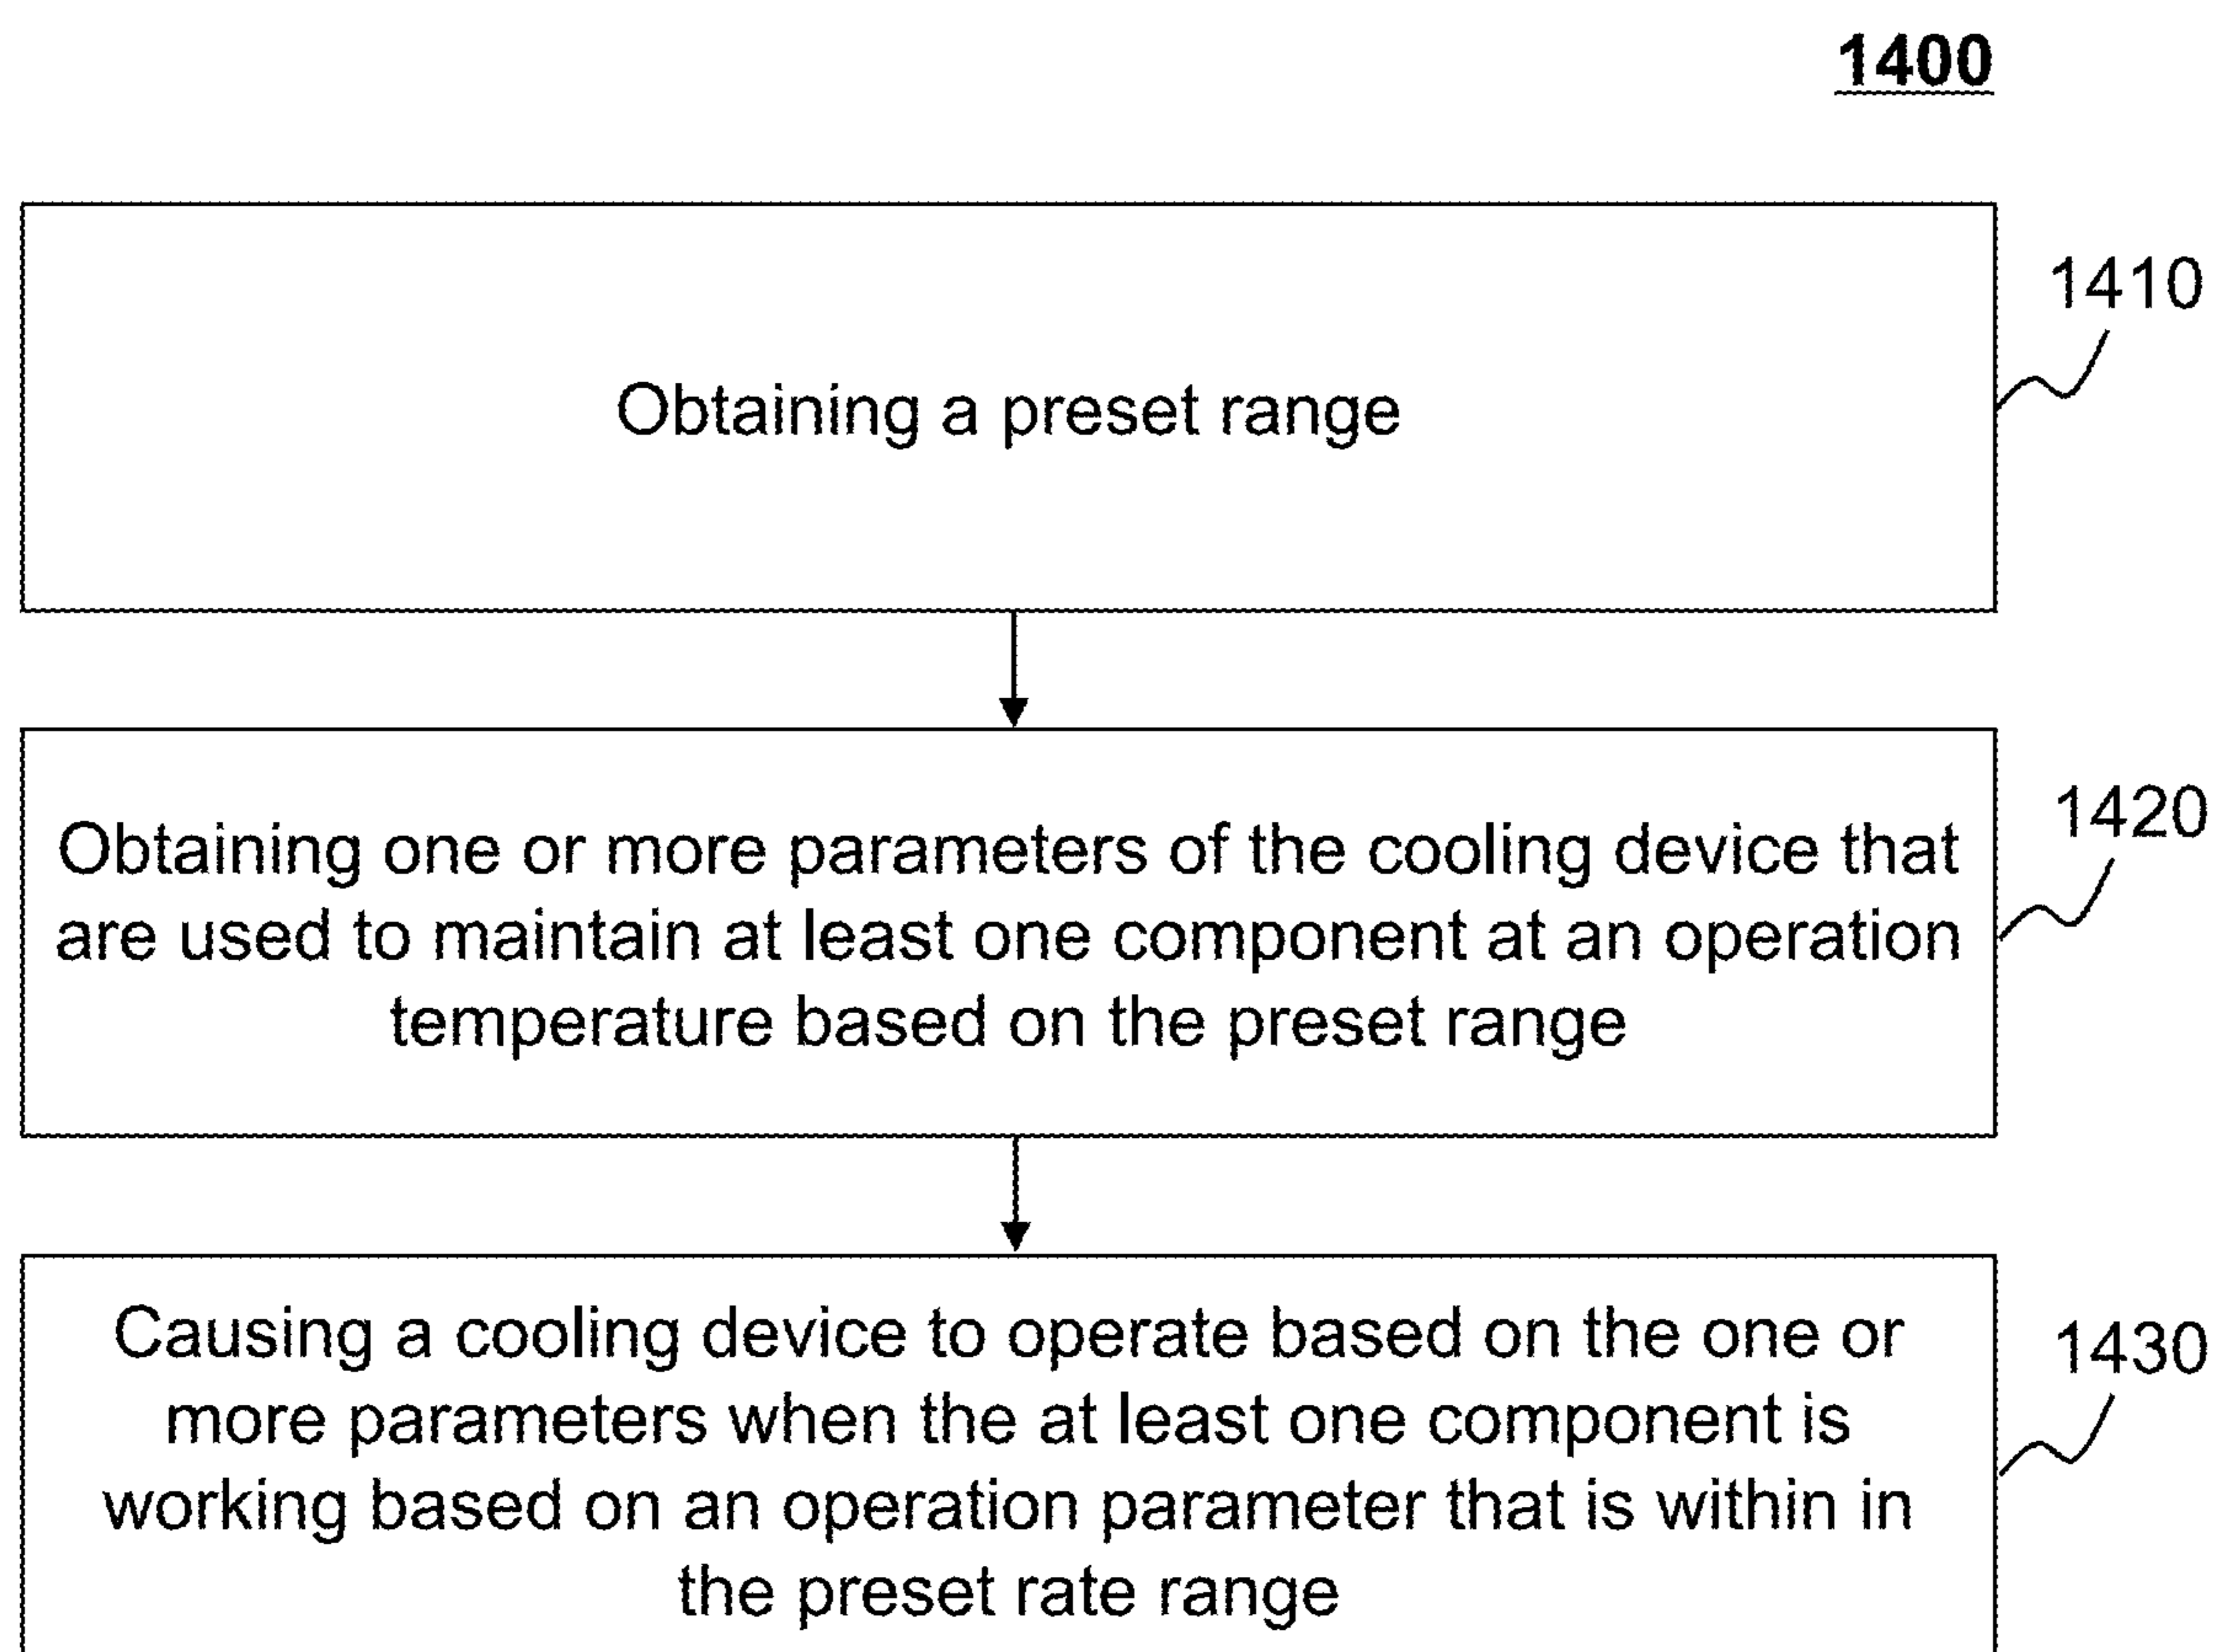 1400
Obtaining a preset range
1410
Obtaining one or more parameters of the cooling device that
are used to maintain at least one component at an operation
temperature based on the preset range
1420
Causing a cooling device to operate based on the one or
more parameters when the at least one component is
working based on an operation parameter that is within in
the preset rate range
1430